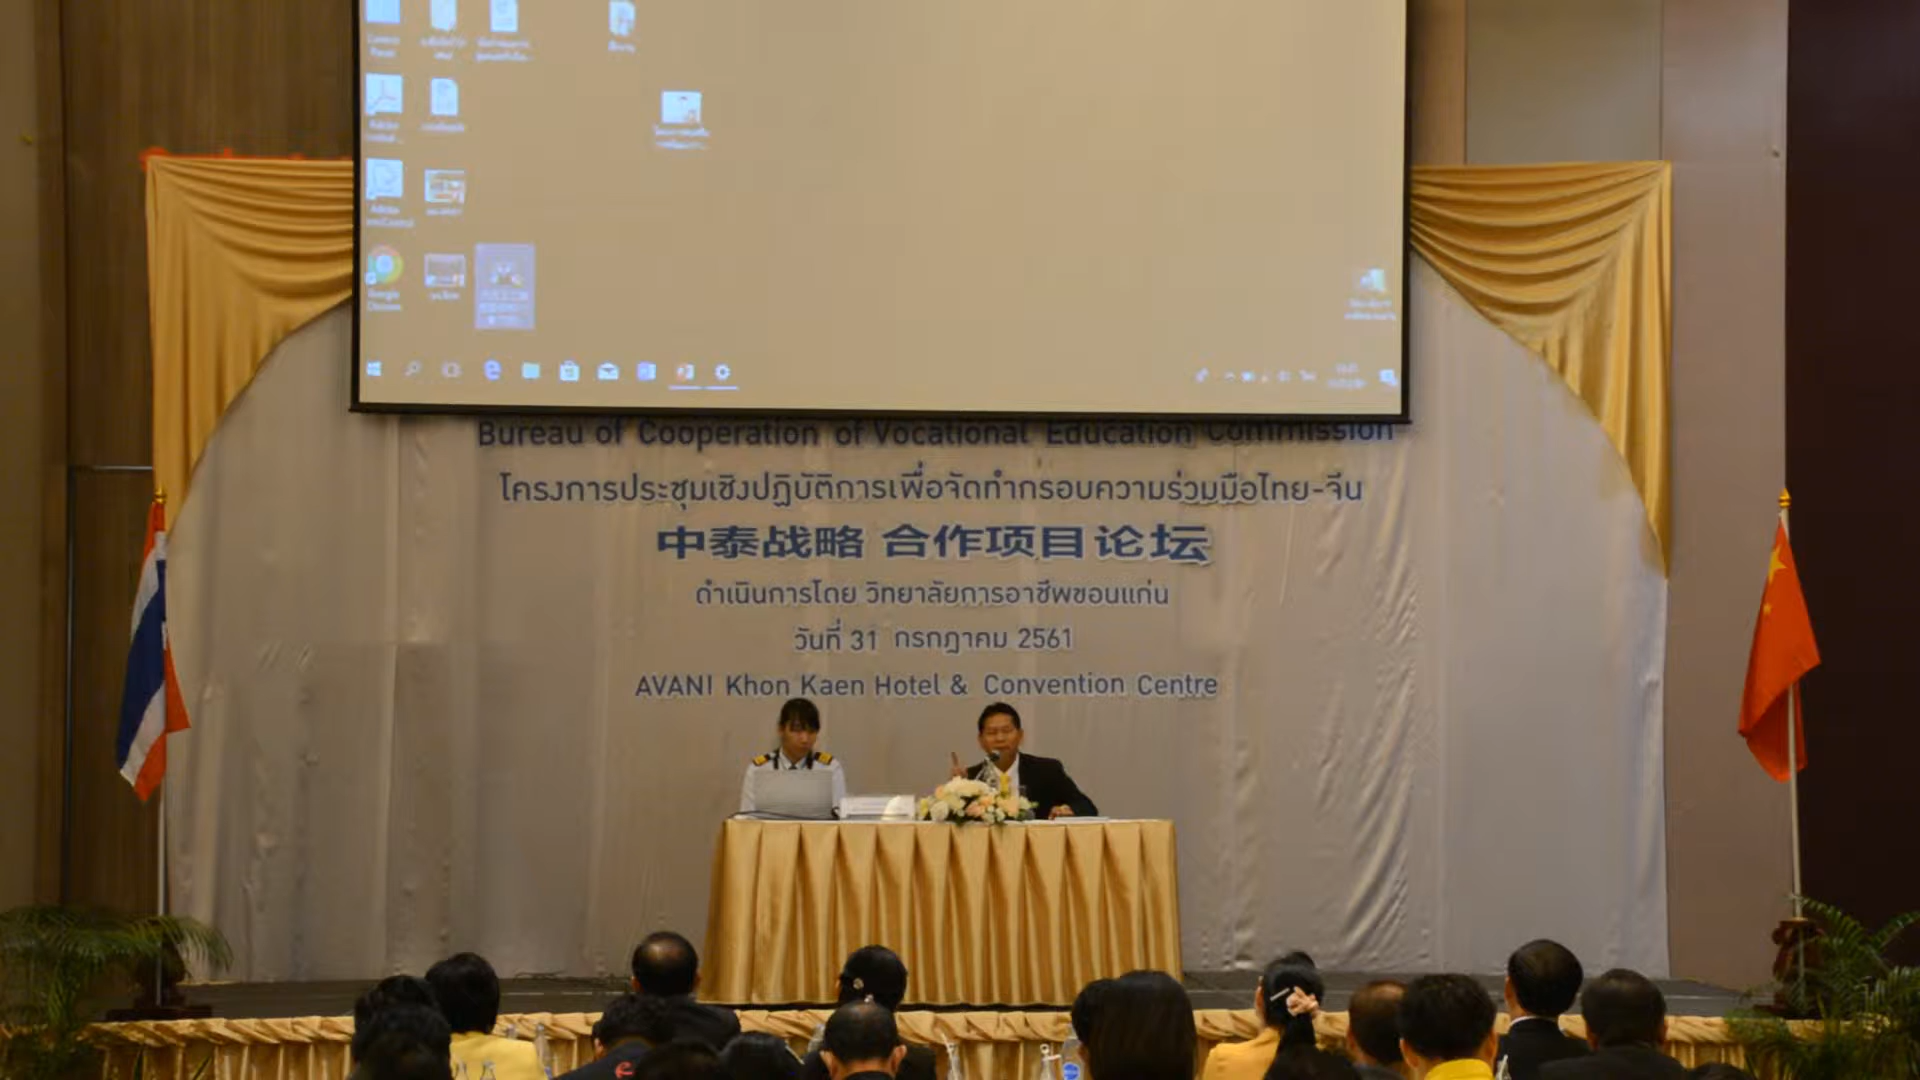 Google
Chrome
Bureau of Cooperation of Vocational Education Commission
โครงการประชุมเชิงปฏิบัติการเพื่อจัดทำกรอบความร่วมมือไทย-จีน
中泰战略 合作项目论坛
ดำเนินการโดย วิทยาลัยการอาชีพขอนแก่น
วันที่ 31 กรกฎาคม 2561
AVANI Khon Kaen Hotel & Convention Centre